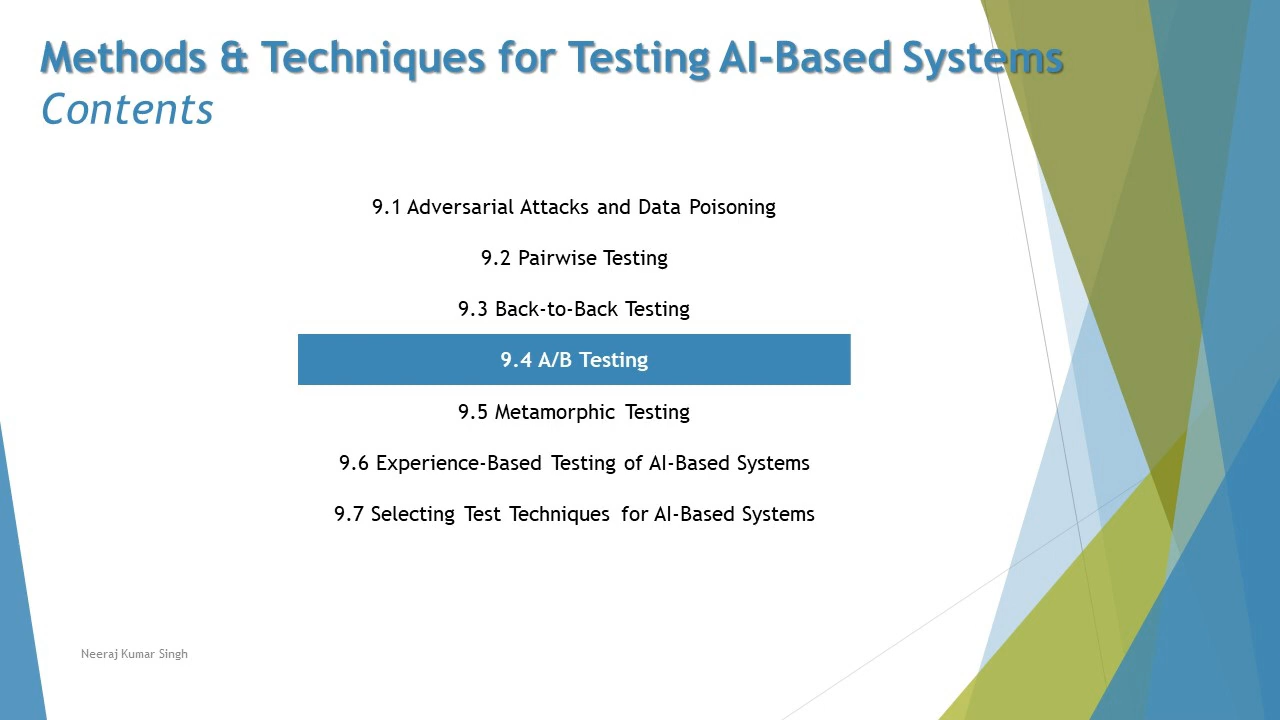 Methods & Techniques for Testing AI-Based Systems
Contents
9.1 Adversarial Attacks and Data Poisoning
9.2 Pairwise Testing
9.3 Back-to-Back Testing
9.4 A/B Testing
9.5 Metamorphic Testing
9.6 Experience-Based Testing of AI-Based Systems
9.7 Selecting Test Techniques for AI-Based Systems
Neeraj Kumar Singh